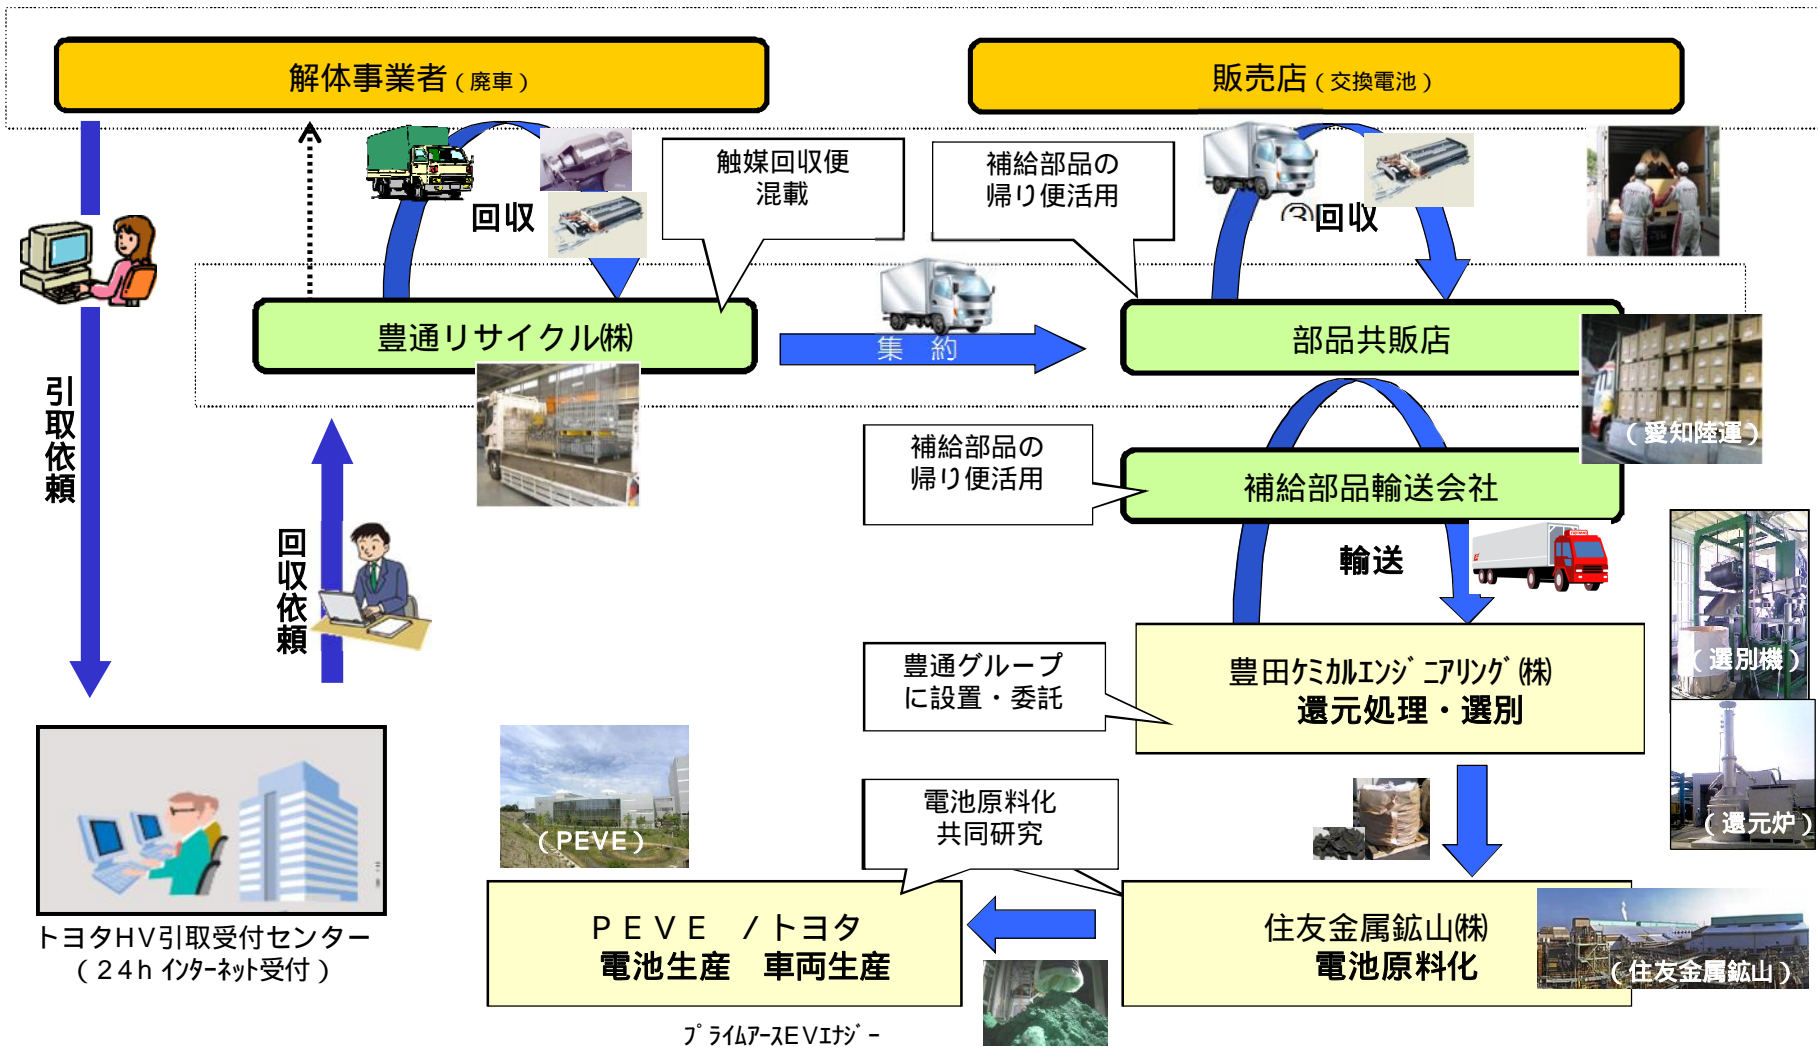 解体事業者(廃車)
販売店(交換電池)
触媒回収便
混載
補給部品の
帰り便活用
回収
③回収
豊通リサイクル㈱
集 約
部品共販店
引取依頼
(愛知陸運)
補給部品の
帰り便活用
補給部品輸送会社
回収依頼
輸送
豊通グループ
に設置・委託
豊田ケミカルエンジニアリング(株)
還元処理・選別
(選別機)
電池原料化
共同研究
(PEVE)
(還元炉)
トヨタHV引取受付センター
(24hインターネット受付)
PEVE /トヨタ
電池生産 車両生産
住友金属鉱山㈱
電池原料化
(住友金属鉱山)
プライムアースEVエナジー